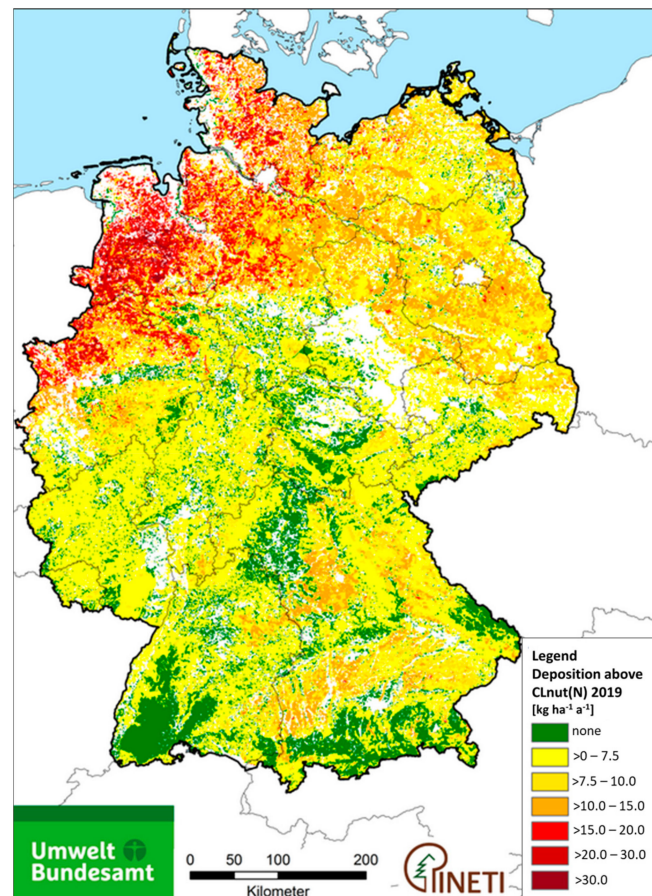 Legend
Deposition above
CLnut(N) 2019
[kg ha⁻¹ a⁻¹]
none
>0 – 7.5
>7.5 – 10.0
>10.0 – 15.0
>15.0 – 20.0
>20.0 – 30.0
>30.0
Umwelt
Bundesamt
0 50 100 200
Kilometer
PINETI